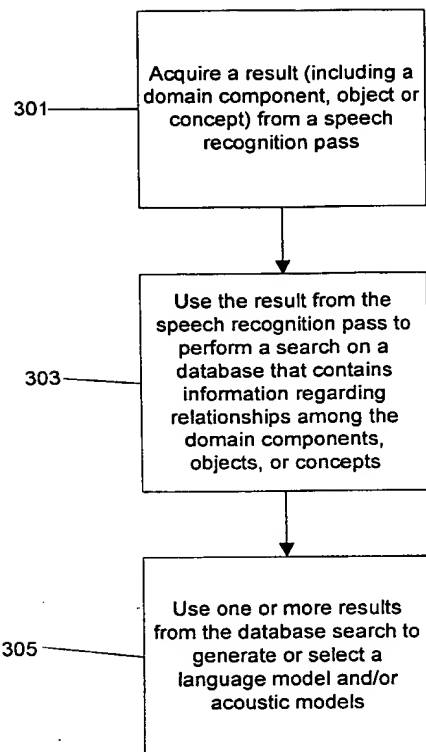 301
Acquire a result (including a
domain component, object or
concept) from a speech
recognition pass
303
Use the result from the
speech recognition pass to
perform a search on a
database that contains
information regarding
relationships among the
domain components,
objects, or concepts
305
Use one or more results
from the database search to
generate or select a
language model and/or
acoustic models